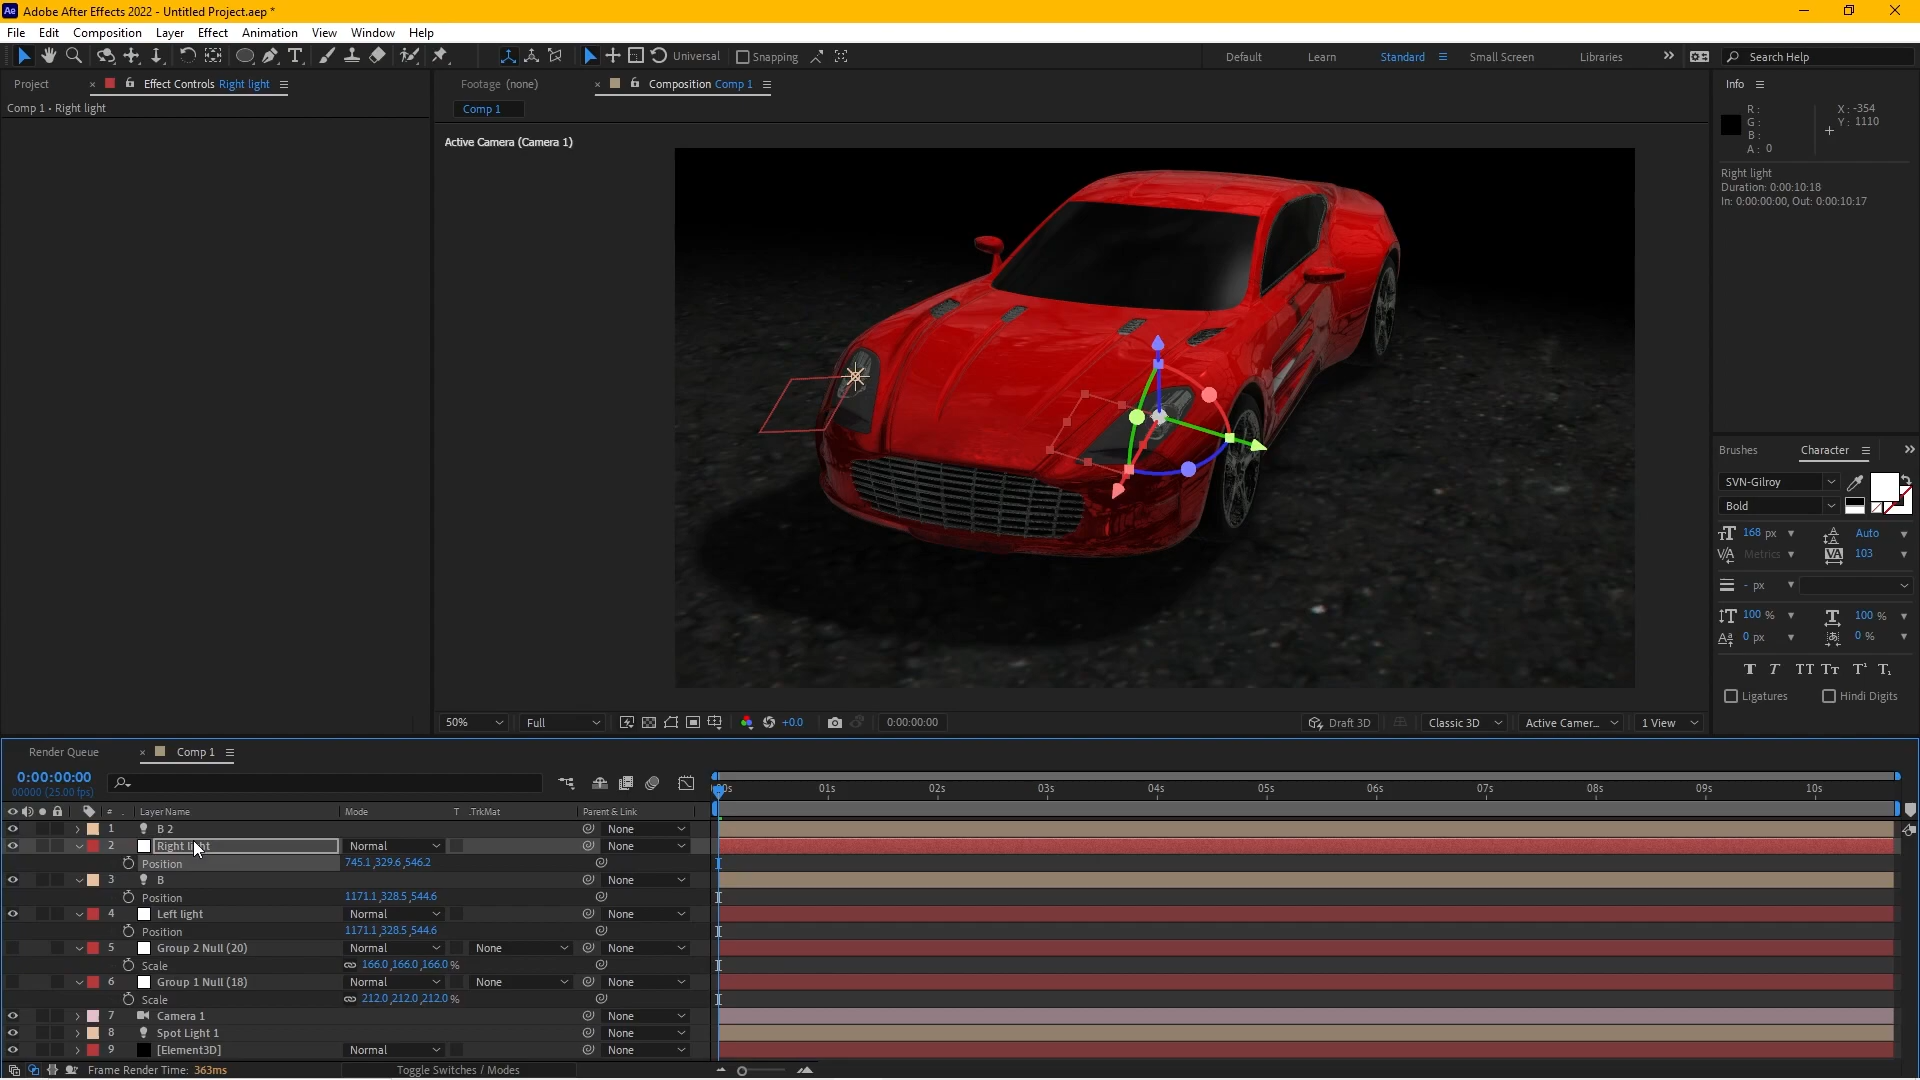 Ae Adobe After Effects 2022 - Untitled Project.aep *
File Edit Composition Layer Effect Animation View Window Help
Universal Snapping Default Learn Standard Small Screen Libraries Search Help
Project Effect Controls Right light
Comp 1 • Right light
Footage (none) Composition Comp 1
Comp 1
Active Camera (Camera 1)
Info
R :
G :
B :
A : 0
X : -354
Y : 1110
Right light
Duration: 0:00:10:18
In: 0:00:00:00, Out: 0:00:10:17
Brushes Character
SVN-Gilroy
Bold
168 px Auto
Metrics 103
- px
100 % 100 %
0 px 0 %
T T TT Tt T¹ T₁
Ligatures Hindi Digits
50% Full +0.0 0:00:00:00 Draft 3D Classic 3D Active Camer... 1 View
Render Queue Comp 1
0:00:00:00
00000 (25.00 fps)
00s 01s 02s 03s 04s 05s 06s 07s 08s 09s 10s
# Layer Name Mode T .TrkMat Parent & Link
1 B 2 None
2 Right light Normal None
Position 745.1,329.6,546.2
3 B None
Position 1171.1,328.5,544.6
4 Left light Normal None
Position 1171.1,328.5,544.6
5 Group 2 Null (20) Normal None None
Scale 166.0,166.0,166.0%
6 Group 1 Null (18) Normal None None
Scale 212.0,212.0,212.0%
7 Camera 1 None
8 Spot Light 1 None
9 [Element3D] Normal None
Frame Render Time: 363ms Toggle Switches / Modes